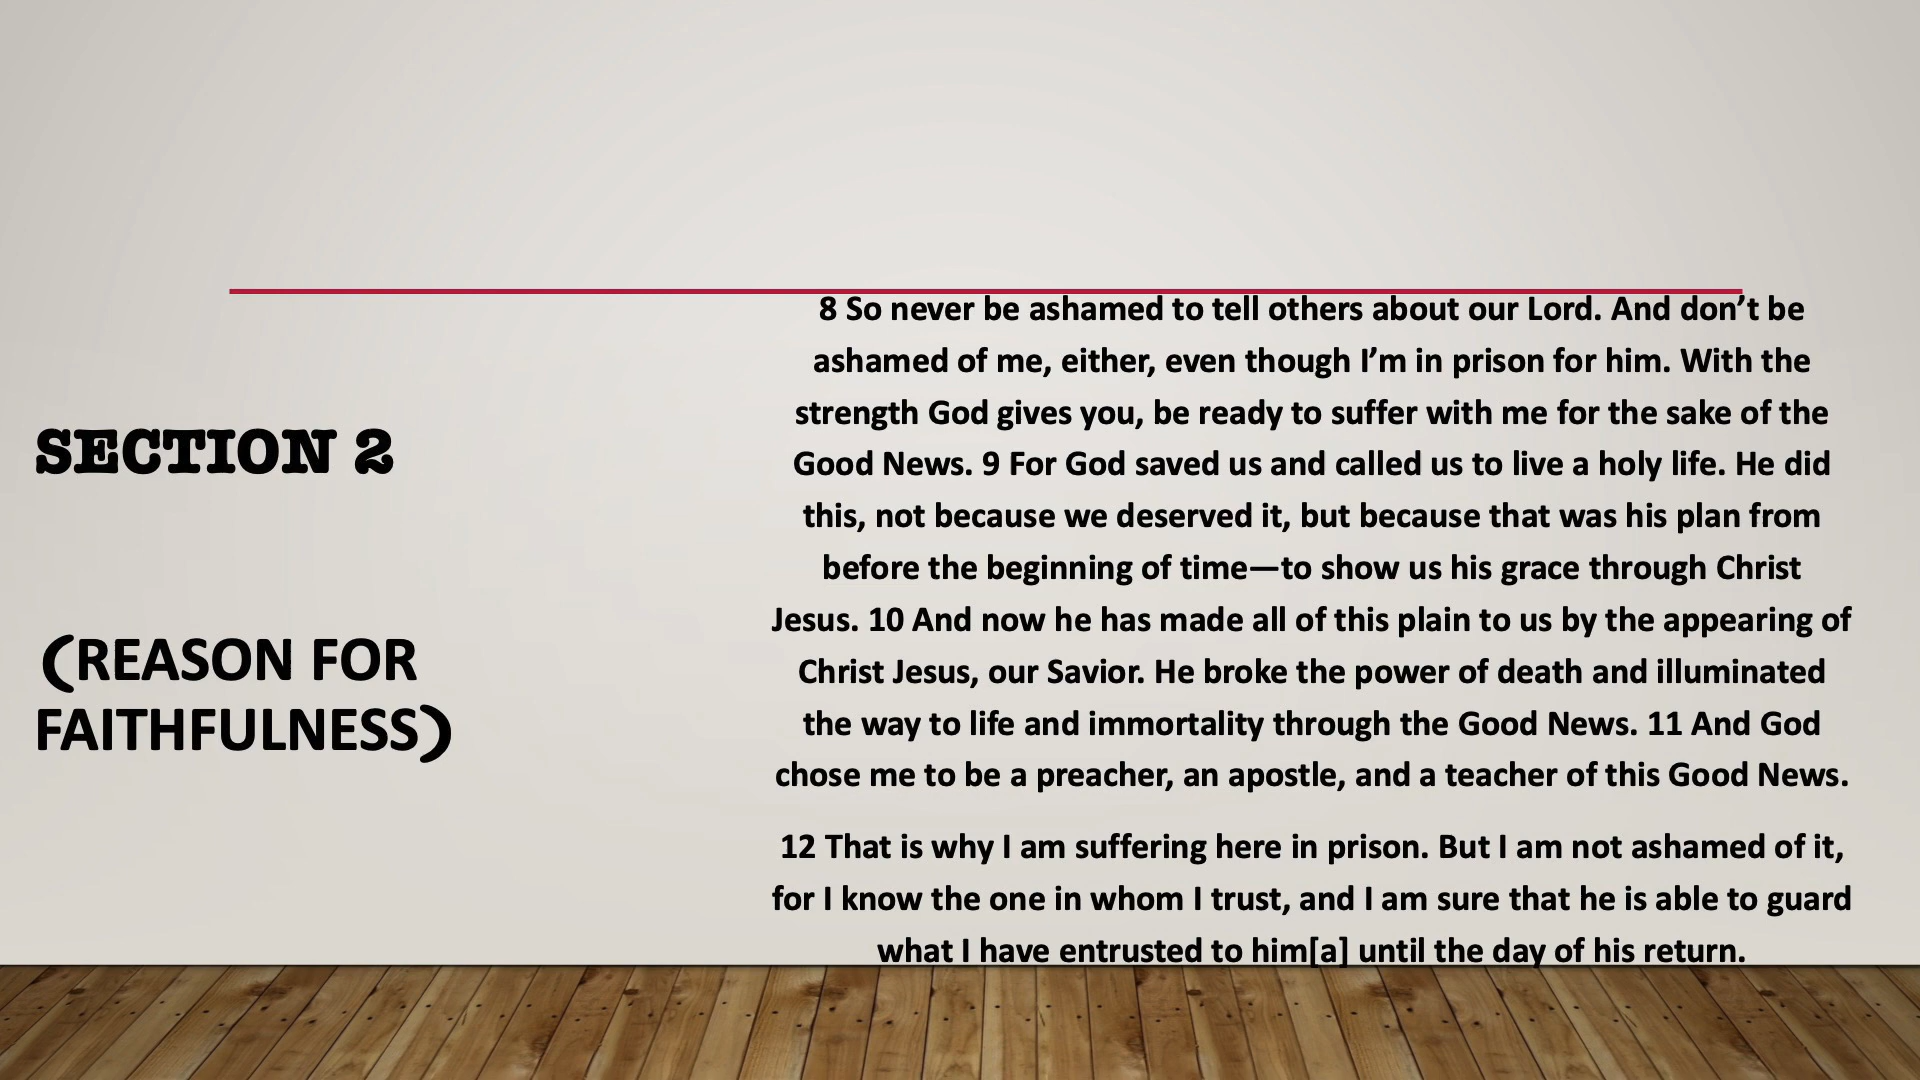 SECTION 2
(REASON FOR
FAITHFULNESS)
8 So never be ashamed to tell others about our Lord. And don’t be
ashamed of me, either, even though I’m in prison for him. With the
strength God gives you, be ready to suffer with me for the sake of the
Good News. 9 For God saved us and called us to live a holy life. He did
this, not because we deserved it, but because that was his plan from
before the beginning of time—to show us his grace through Christ
Jesus. 10 And now he has made all of this plain to us by the appearing of
Christ Jesus, our Savior. He broke the power of death and illuminated
the way to life and immortality through the Good News. 11 And God
chose me to be a preacher, an apostle, and a teacher of this Good News.
12 That is why I am suffering here in prison. But I am not ashamed of it,
for I know the one in whom I trust, and I am sure that he is able to guard
what I have entrusted to him[a] until the day of his return.